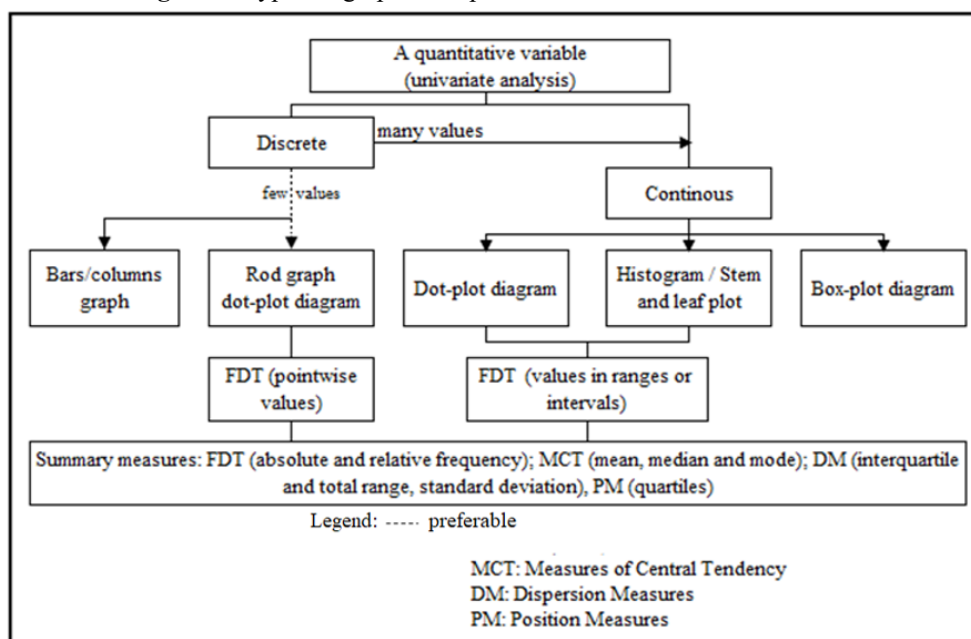 A quantitative variable
(univariate analysis)
Discrete
many values
few values
Continous
Bars/columns
graph
Rod graph
dot-plot diagram
Dot-plot diagram
Histogram / Stem
and leaf plot
Box-plot diagram
FDT (pointwise
values)
FDT (values in ranges or
intervals)
Summary measures: FDT (absolute and relative frequency); MCT (mean, median and mode); DM (interquartile
and total range, standard deviation), PM (quartiles)
Legend: ----- preferable
MCT: Measures of Central Tendency
DM: Dispersion Measures
PM: Position Measures